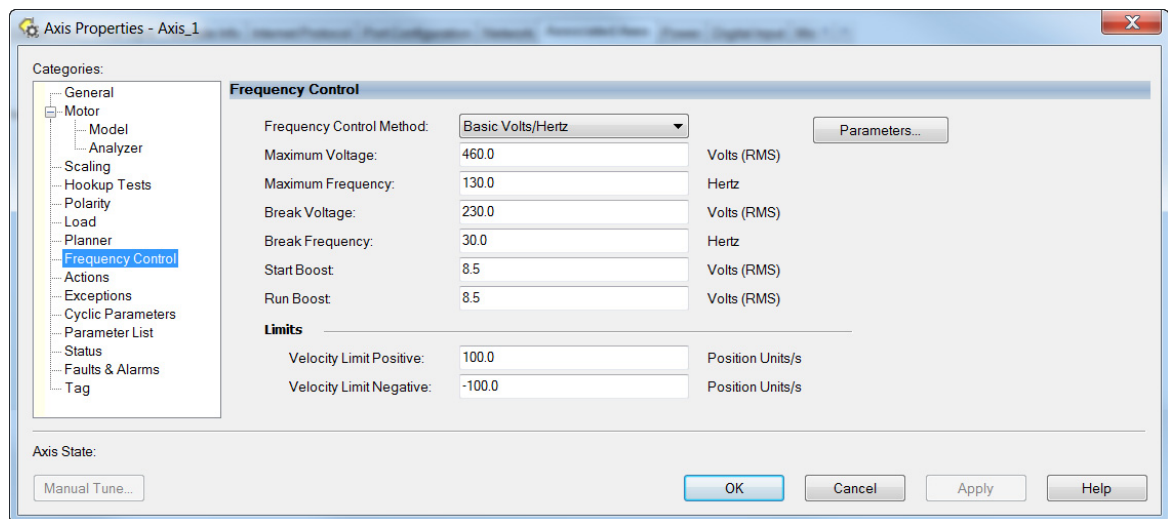 Axis Properties - Axis_1
Categories:
General
Motor
Model
Analyzer
Scaling
Hookup Tests
Polarity
Load
Planner
Frequency Control
Actions
Exceptions
Cyclic Parameters
Parameter List
Status
Faults & Alarms
Tag
Frequency Control
Frequency Control Method: Basic Volts/Hertz Parameters...
Maximum Voltage: 460.0 Volts (RMS)
Maximum Frequency: 130.0 Hertz
Break Voltage: 230.0 Volts (RMS)
Break Frequency: 30.0 Hertz
Start Boost: 8.5 Volts (RMS)
Run Boost: 8.5 Volts (RMS)
Limits
Velocity Limit Positive: 100.0 Position Units/s
Velocity Limit Negative: -100.0 Position Units/s
Axis State:
Manual Tune... OK Cancel Apply Help